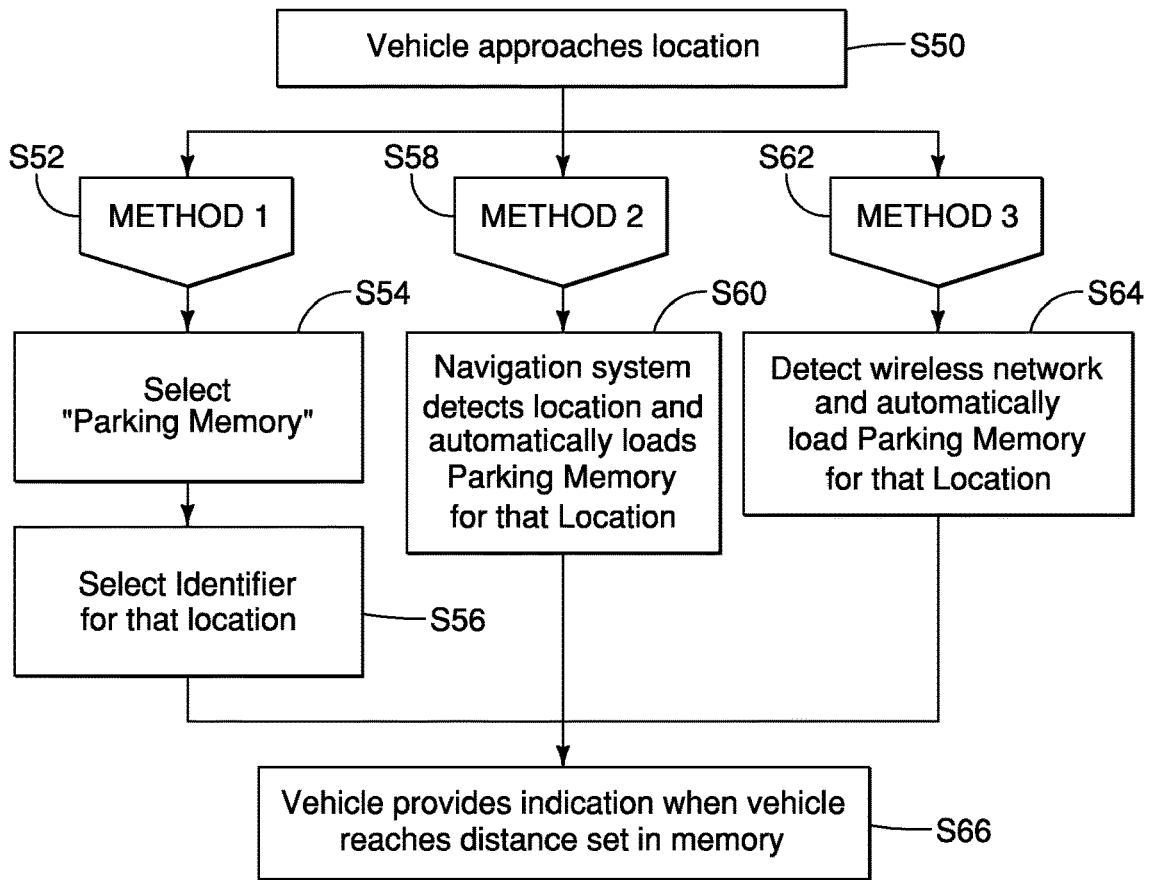 Vehicle approaches location
S50
S52
METHOD 1
S58
METHOD 2
S62
METHOD 3
S54
Select
"Parking Memory"
S60
Navigation system
detects location and
automatically loads
Parking Memory
for that Location
S64
Detect wireless network
and automatically
load Parking Memory
for that Location
Select Identifier
for that location
S56
Vehicle provides indication when vehicle
reaches distance set in memory
S66